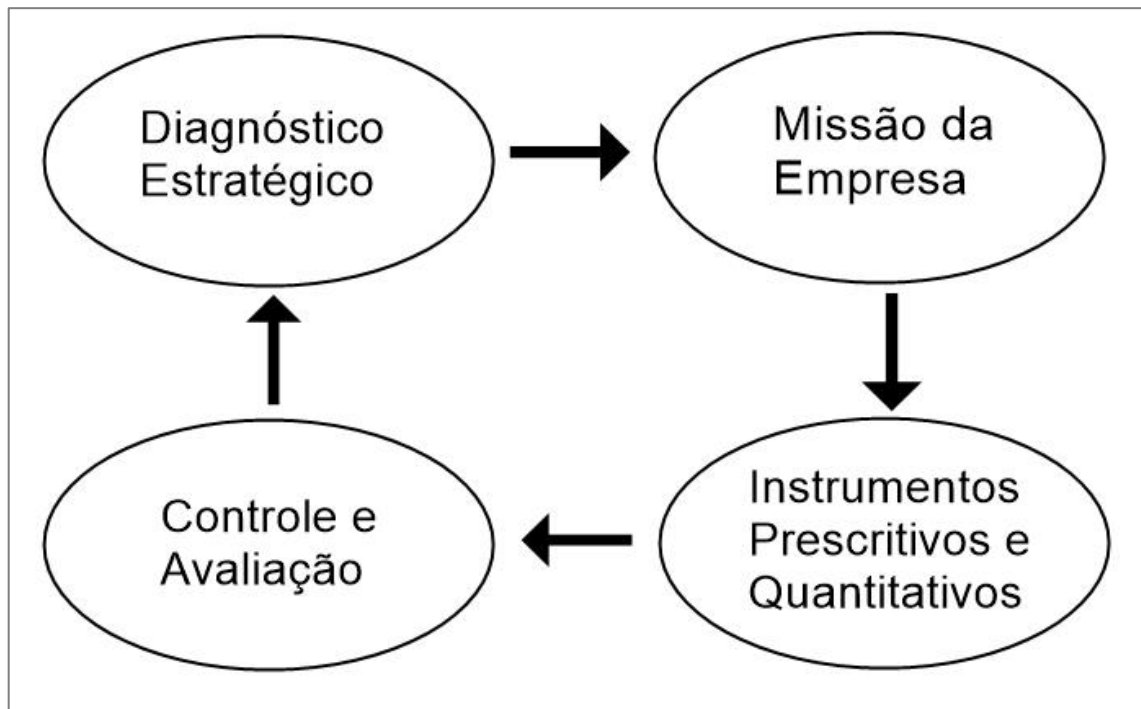 Diagnóstico
Estratégico
Missão da
Empresa
Instrumentos
Prescritivos e
Quantitativos
Controle e
Avaliação